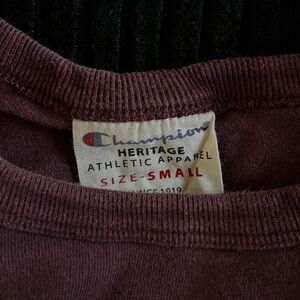 Champion
HERITAGE
ATHLETIC APPAREL
SIZE-SMALL
1919